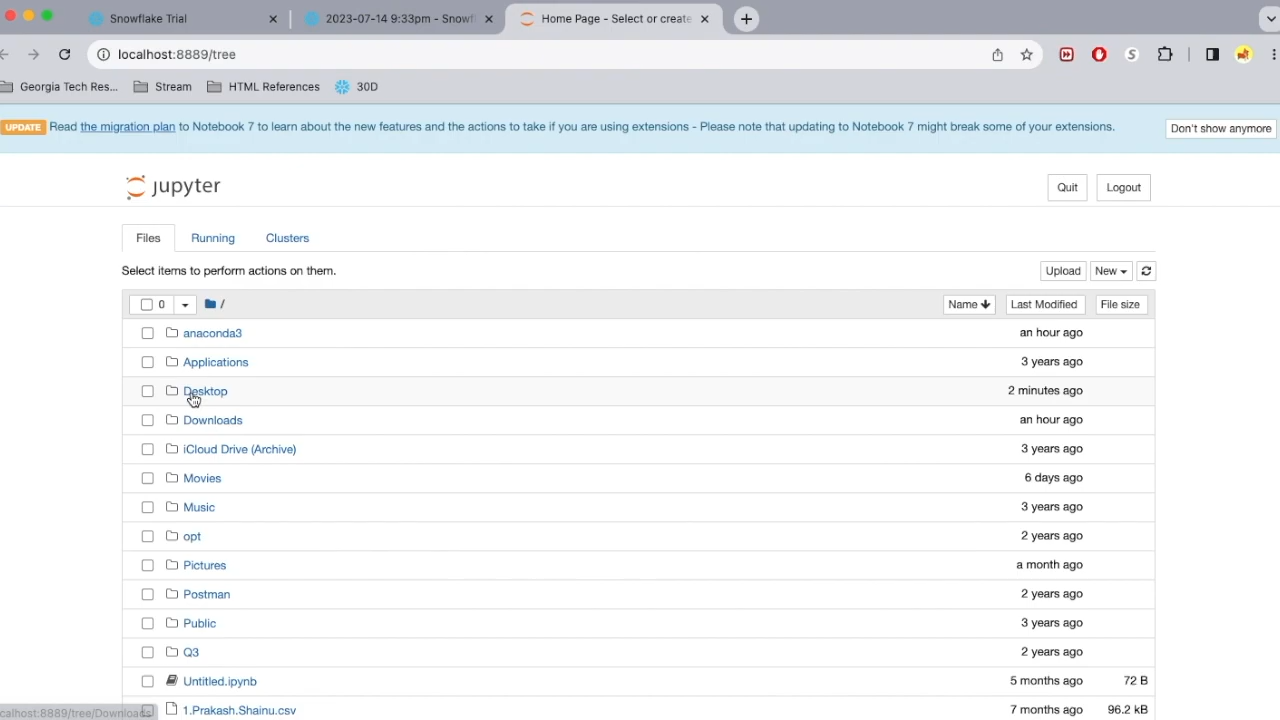 Snowflake Trial
2023-07-14 9:33pm - Snowfl
Home Page - Select or create
localhost:8889/tree
Georgia Tech Res...
Stream
HTML References
30D
UPDATE Read the migration plan to Notebook 7 to learn about the new features and the actions to take if you are using extensions - Please note that updating to Notebook 7 might break some of your extensions.
Don't show anymore
jupyter
Quit
Logout
Files
Running
Clusters
Select items to perform actions on them.
Upload
New
0
/
Name
Last Modified
File size
anaconda3 an hour ago
Applications 3 years ago
Desktop 2 minutes ago
Downloads an hour ago
iCloud Drive (Archive) 3 years ago
Movies 6 days ago
Music 3 years ago
opt 2 years ago
Pictures a month ago
Postman 2 years ago
Public 3 years ago
Q3 2 years ago
Untitled.ipynb 5 months ago 72 B
1.Prakash.Shainu.csv 7 months ago 96.2 kB
calhost:8889/tree/Downloads